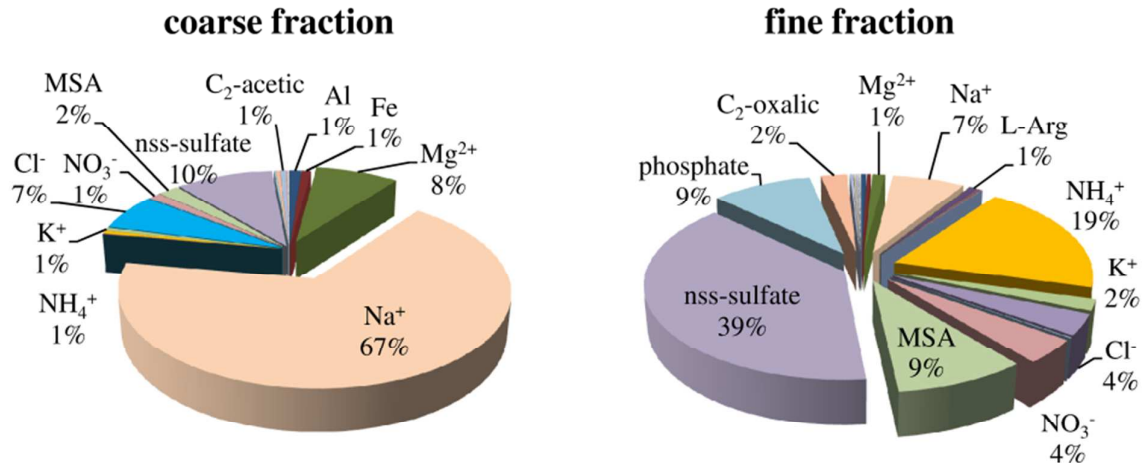 coarse fraction
MSA
2%
C₂-acetic
1%
Al
1%
Fe
1%
Mg²⁺
8%
nss-sulfate
10%
Cl⁻
7%
NO₃⁻
1%
K⁺
1%
NH₄⁺
1%
Na⁺
67%
fine fraction
C₂-oxalic
2%
Mg²⁺
1%
Na⁺
7%
L-Arg
1%
phosphate
9%
NH₄⁺
19%
K⁺
2%
nss-sulfate
39%
MSA
9%
Cl⁻
4%
NO₃⁻
4%